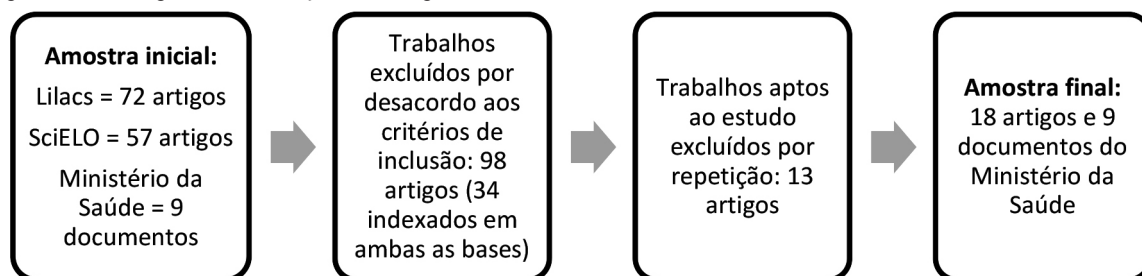 Amostra inicial:
Lilacs = 72 artigos
SciELO = 57 artigos
Ministério da
Saúde = 9
documentos
Trabalhos
excluídos por
desacordo aos
critérios de
inclusão: 98
artigos (34
indexados em
ambas as bases)
Trabalhos aptos
ao estudo
excluídos por
repetição: 13
artigos
Amostra final:
18 artigos e 9
documentos do
Ministério da
Saúde